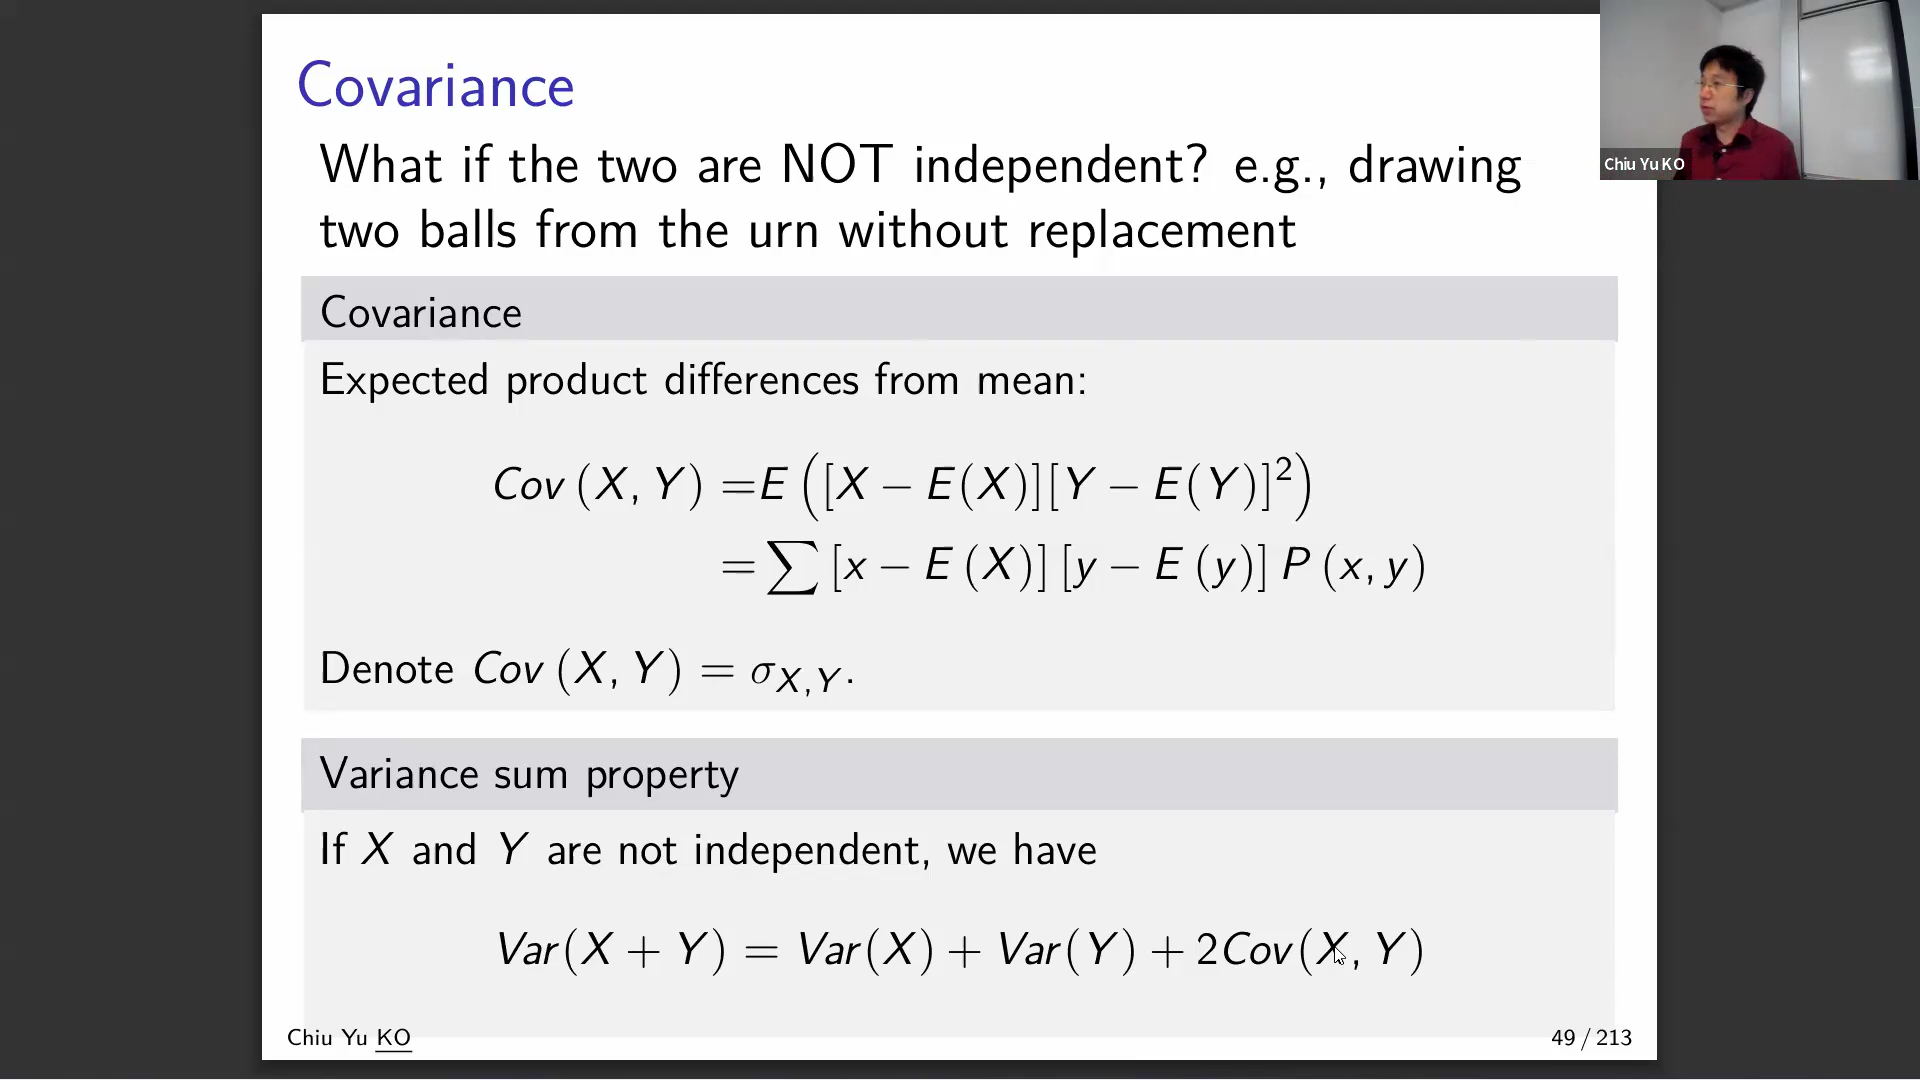 Covariance
What if the two are NOT independent? e.g., drawing
two balls from the urn without replacement
Covariance
Expected product differences from mean:
Cov (X, Y) =E ([X − E(X)][Y − E(Y)]²)
=∑ [x − E (X)] [y − E (y)] P (x, y)
Denote Cov (X, Y) = σ_{X,Y}.
Variance sum property
If X and Y are not independent, we have
Var(X + Y) = Var(X) + Var(Y) + 2Cov(X, Y)
Chiu Yu KO
49 / 213
Chiu Yu KO